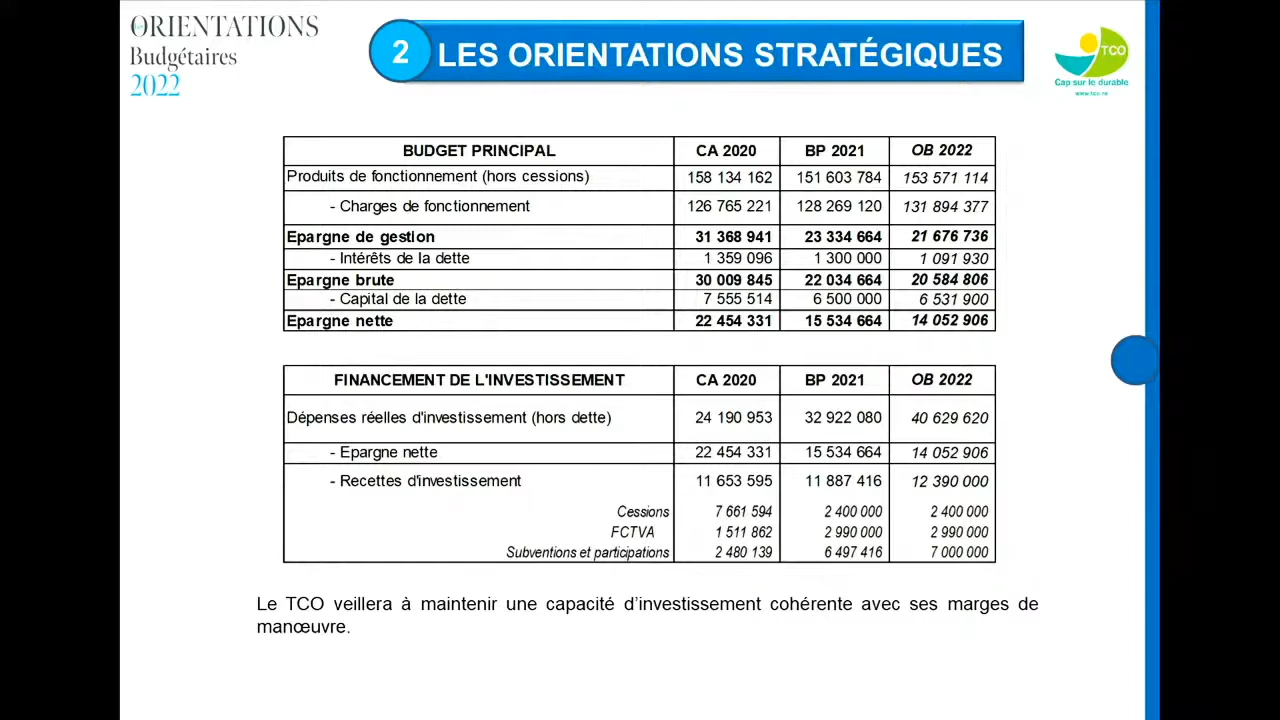 ORIENTATIONS
Budgétaires
2022
2 LES ORIENTATIONS STRATÉGIQUES
TCO
Cap sur le durable
www.tco.re
BUDGET PRINCIPAL CA 2020 BP 2021 OB 2022
Produits de fonctionnement (hors cessions) 158 134 162 151 603 784 153 571 114
- Charges de fonctionnement 126 765 221 128 269 120 131 894 377
Epargne de gestion 31 368 941 23 334 664 21 676 736
- Intérêts de la dette 1 359 096 1 300 000 1 091 930
Epargne brute 30 009 845 22 034 664 20 584 806
- Capital de la dette 7 555 514 6 500 000 6 531 900
Epargne nette 22 454 331 15 534 664 14 052 906
FINANCEMENT DE L'INVESTISSEMENT CA 2020 BP 2021 OB 2022
Dépenses réelles d'investissement (hors dette) 24 190 953 32 922 080 40 629 620
- Epargne nette 22 454 331 15 534 664 14 052 906
- Recettes d'investissement 11 653 595 11 887 416 12 390 000
Cessions 7 661 594 2 400 000 2 400 000
FCTVA 1 511 862 2 990 000 2 990 000
Subventions et participations 2 480 139 6 497 416 7 000 000
Le TCO veillera à maintenir une capacité d’investissement cohérente avec ses marges de
manœuvre.